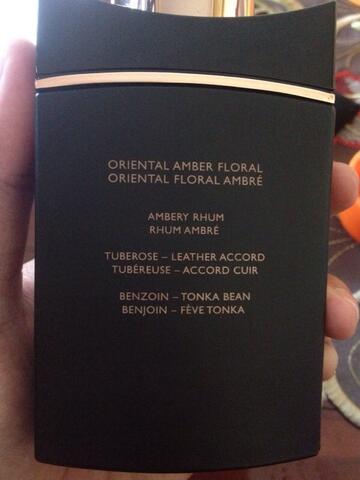 ORIENTAL AMBER FLORAL
ORIENTAL FLORAL AMBRÉ
AMBERY RHUM
RHUM AMBRÉ
TUBEROSE – LEATHER ACCORD
TUBÉREUSE – ACCORD CUIR
BENZOIN – TONKA BEAN
BENJOIN – FÈVE TONKA